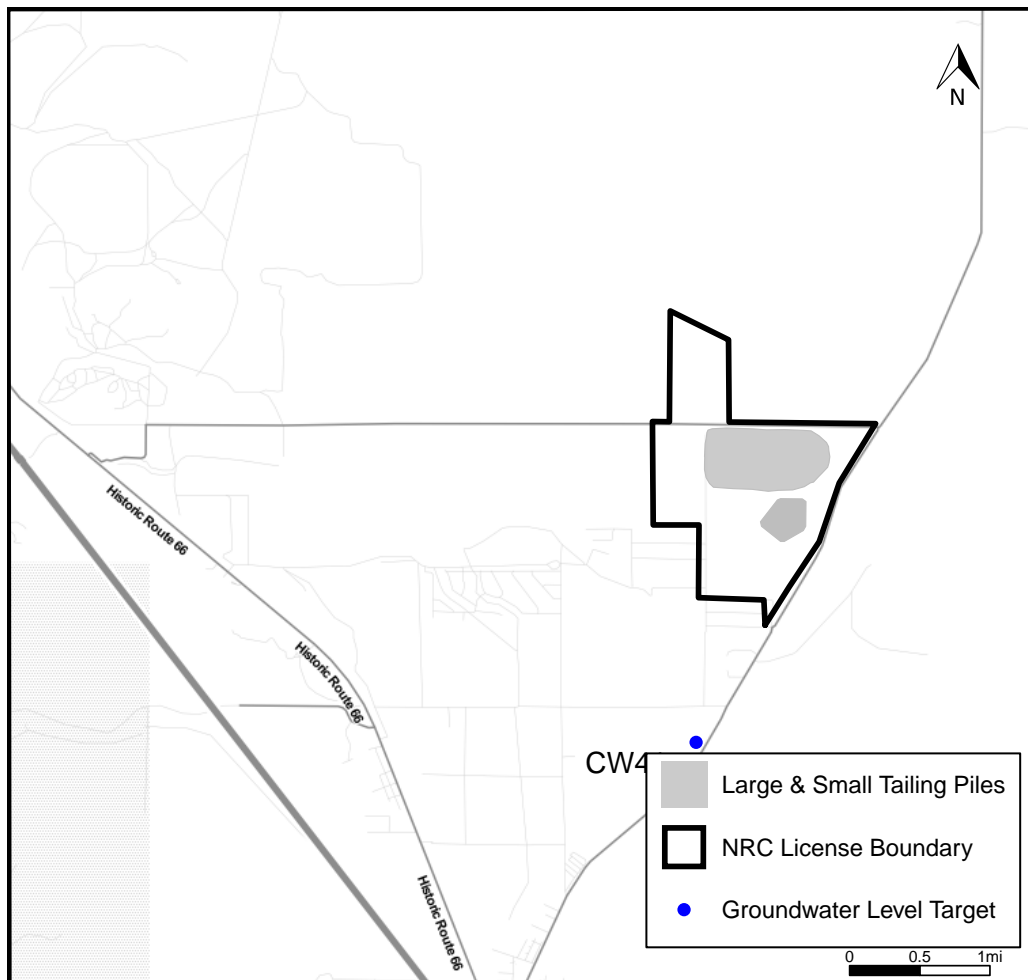 N
Historic Route 66
Historic Route 66
CW4
Large & Small Tailing Piles
NRC License Boundary
Historic Route 66
Groundwater Level Target
0 0.5 1mi